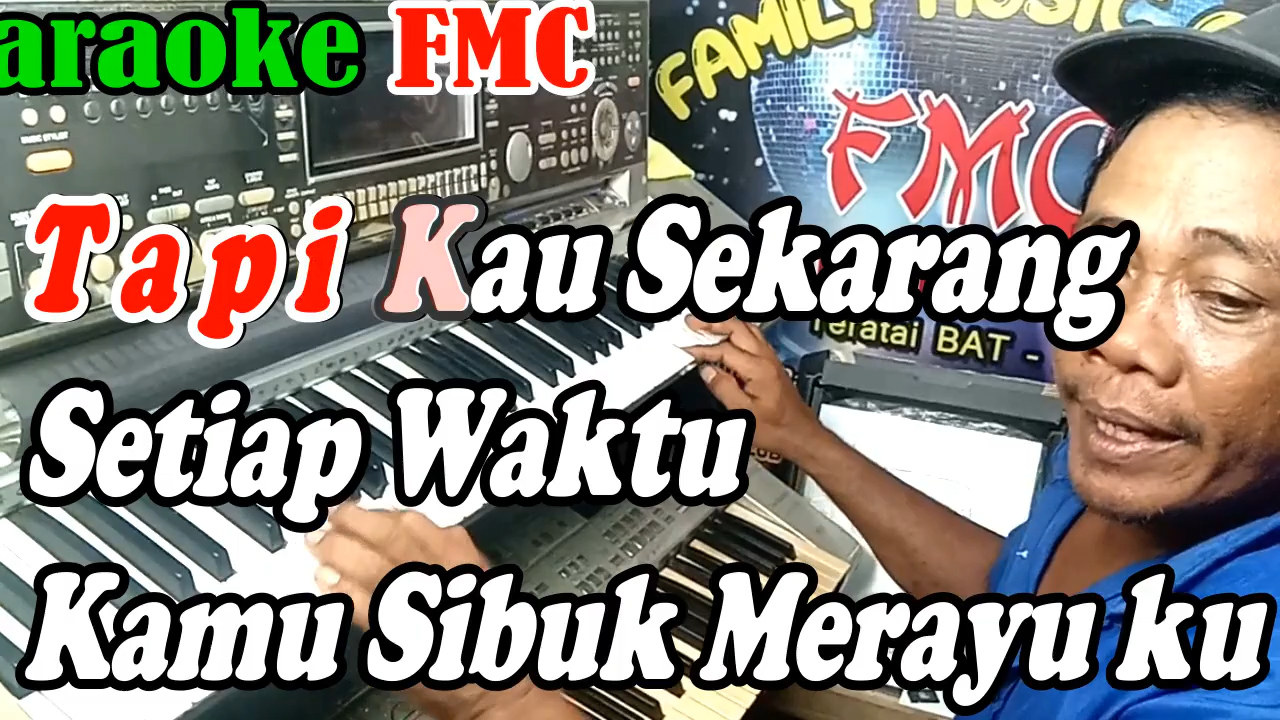 araoke FMC
FAMILY MUSIC
FMC
Tapi Kau Sekarang
Teratai BAT -
Setiap Waktu
Kamu Sibuk Merayu ku